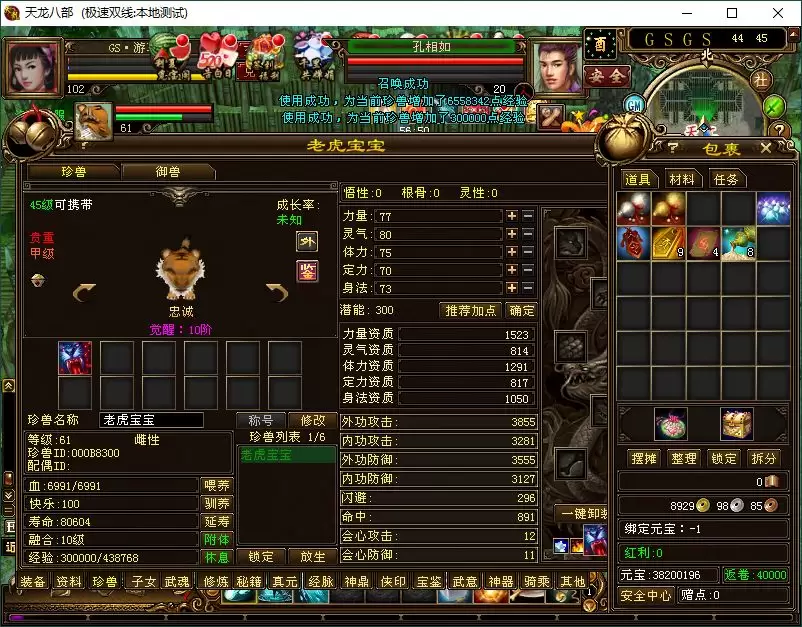 天龙八部 (极速双线:本地测试)
GS·游
102
孔相如
20
GSGS 44 45
北
酉
安全
社
GM
召唤成功
使用成功，为当前珍兽增加了6558342点经验
使用成功，为当前珍兽增加了300000点经验
56:50
61
老虎宝宝
包裹
珍兽 御兽
道具 材料 任务
45级可携带
成长率:
未知
贵重
甲级
外
鉴
忠诚
觉醒：10阶
悟性:0 根骨:0 灵性:0
力量: 77
灵气: 80
体力: 75
定力: 70
身法: 73
潜能: 300 推荐加点 确定
力量资质 1523
灵气资质 814
体力资质 1291
定力资质 817
身法资质 1050
外功攻击: 3855
内功攻击: 3281
外功防御: 3555
内功防御: 3127
闪避: 296
命中: 891
会心攻击: 12
会心防御: 11
珍兽名称 老虎宝宝 称号 修改
等级:61 雌性
珍兽ID:000B8300
配偶ID:
珍兽列表 1/6
老虎宝宝
血:6991/6991 喂养
快乐:100 驯养
寿命:80604 延寿
融合:10级 附体
经验:300000/438768 休息
锁定 放生
一键卸装
9 4 8
摆摊 整理 锁定 拆分
0
8929 98 85
绑定元宝：-1
红利:0
元宝:38200196 返卷:40000
安全中心 赠点:0
装备 资料 珍兽 子女 武魂 修炼 秘籍 真元 经脉 神鼎 侠印 宝鉴 武意 神器 骑乘 其他